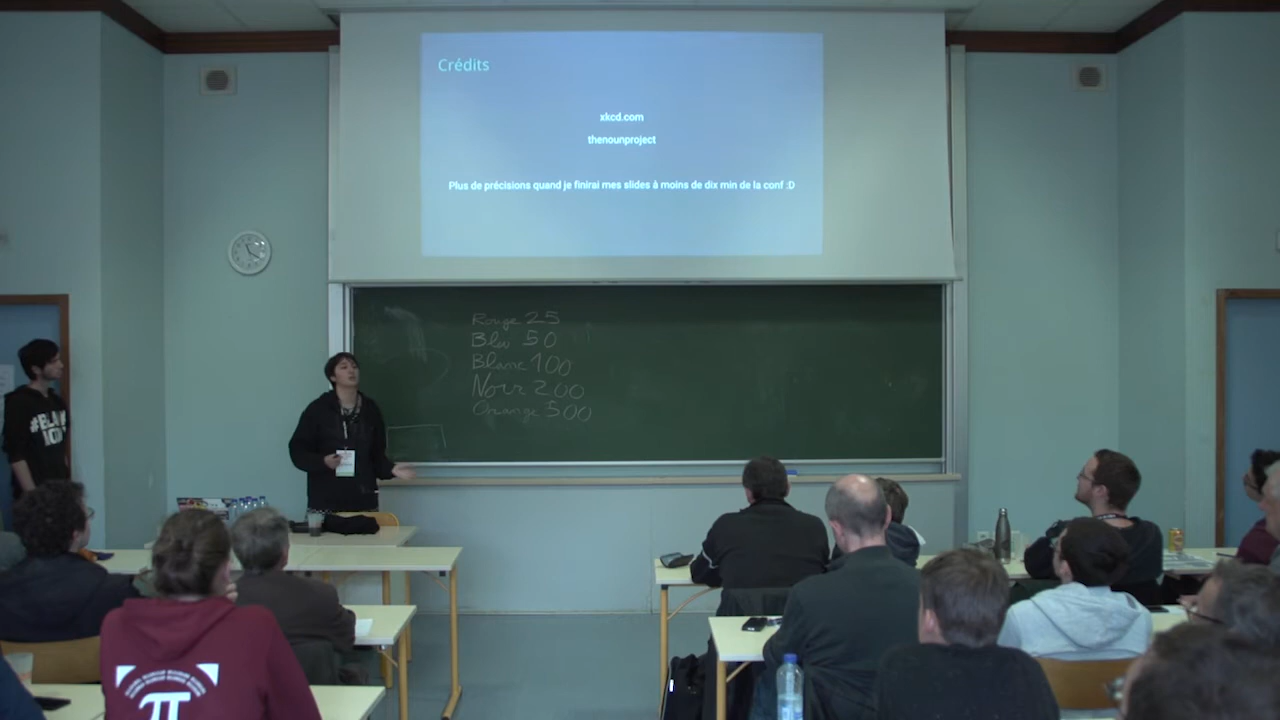 Crédits
xkcd.com
thenounproject
Plus de précisions quand je finirai mes slides à moins de dix min de la conf :D
Rouge 25
Bleu 50
Blanc 100
Noir 200
Orange 500
π